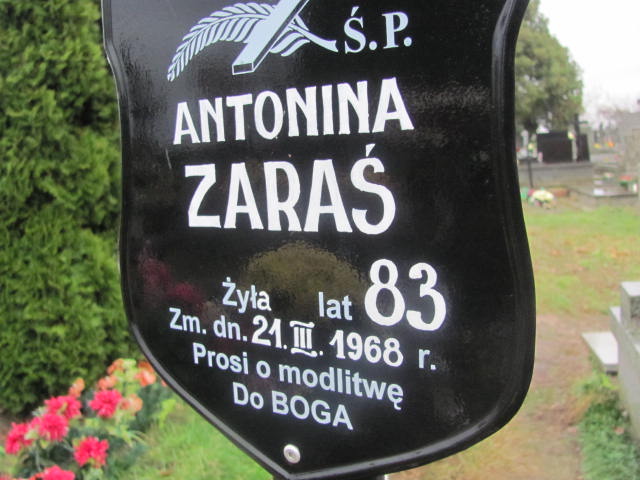 Ś.P.
ANTONINA
ZARAŚ
Żyła lat 83
Zm. dn. 21. III. 1968 r.
Prosi o modlitwę
Do BOGA